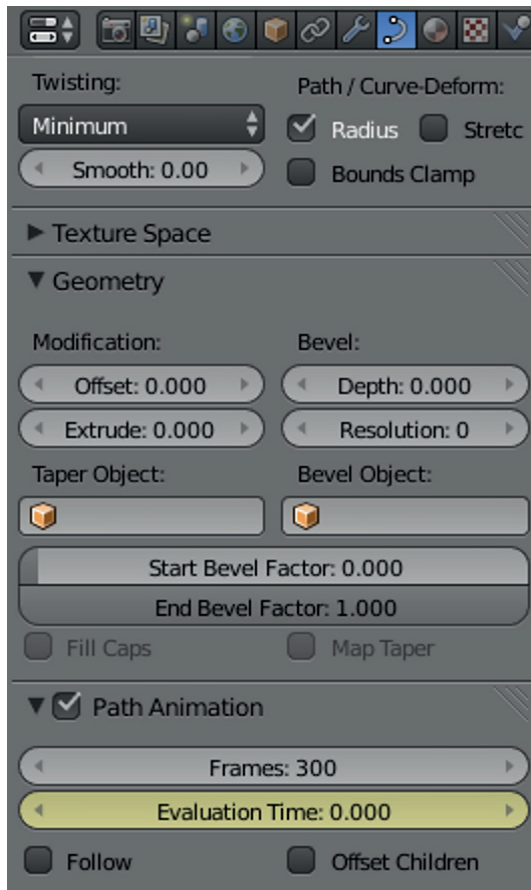 Twisting:
Path / Curve-Deform:
Minimum
Radius
Stretc
Smooth: 0.00
Bounds Clamp
Texture Space
Geometry
Modification:
Bevel:
Offset: 0.000
Depth: 0.000
Extrude: 0.000
Resolution: 0
Taper Object:
Bevel Object:
Start Bevel Factor: 0.000
End Bevel Factor: 1.000
Fill Caps
Map Taper
Path Animation
Frames: 300
Evaluation Time: 0.000
Follow
Offset Children